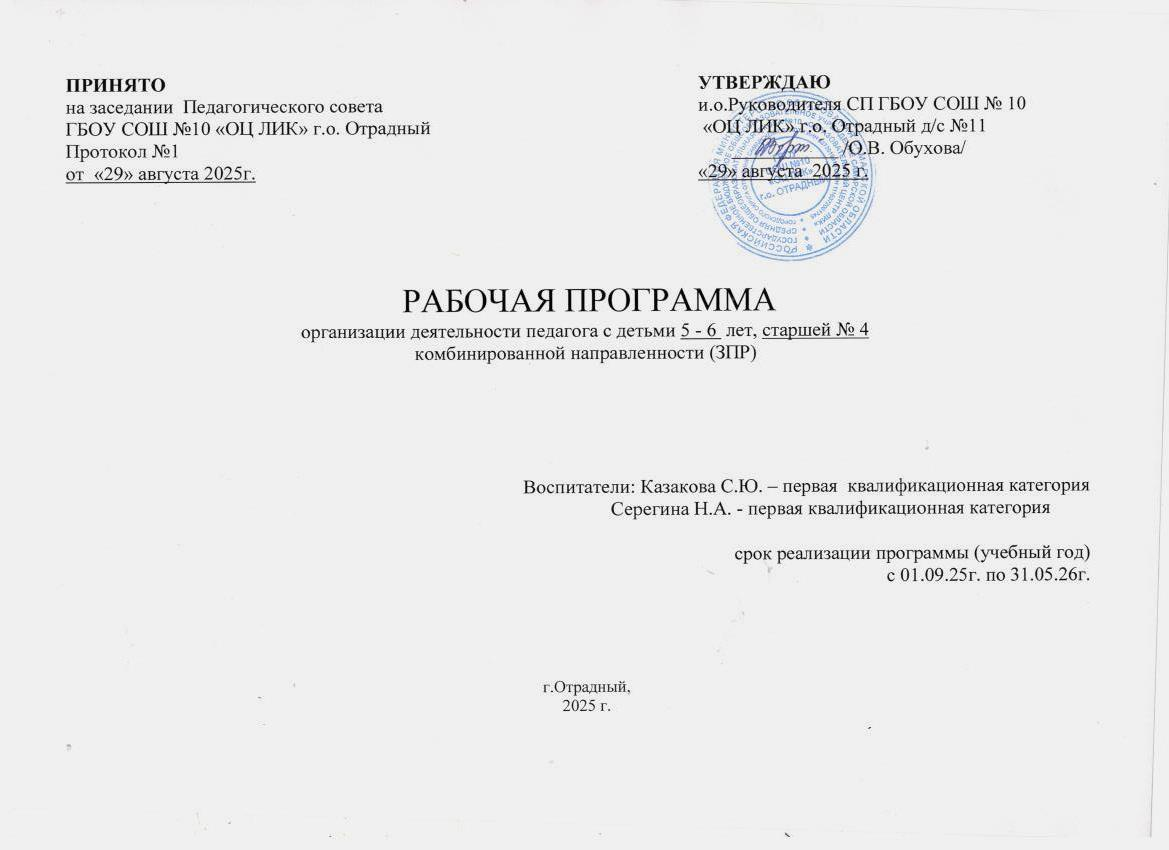 ПРИНЯТО
на заседании Педагогического совета
ГБОУ СОШ №10 «ОЦ ЛИК» г.о. Отрадный
Протокол №1
от «29» августа 2025г.
УТВЕРЖДАЮ
и.о.Руководителя СП ГБОУ СОШ № 10
«ОЦ ЛИК» г.о. Отрадный д/с №11
/О.В. Обухова/
«29» августа 2025 г.
г.о. ОТРАДНЫЙ
РАБОЧАЯ ПРОГРАММА
организации деятельности педагога с детьми 5 - 6 лет, старшей № 4
комбинированной направленности (ЗПР)
Воспитатели: Казакова С.Ю. – первая квалификационная категория
Серегина Н.А. - первая квалификационная категория
срок реализации программы (учебный год)
с 01.09.25г. по 31.05.26г.
г.Отрадный,
2025 г.